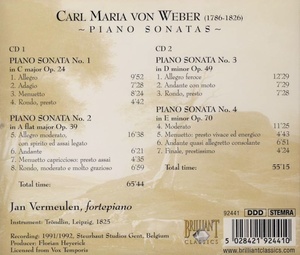 CARL MARIA VON WEBER (1786-1826)
~ PIANO SONATAS ~
CD 1
PIANO SONATA No. 1
in C major Op. 24
1. Allegro 9'52
2. Adagio 7'28
3. Menuetto 8'24
4. Rondo, presto 4'42
PIANO SONATA No. 2
in A flat major Op. 39
5. Allegro moderato, 16'38
con spirito ed assai legato
6. Andante 6'21
7. Menuetto capriccioso: presto assai 4'35
8. Rondo, moderato e molto grazioso 6'58
Total time: 65'44
CD 2
PIANO SONATA No. 3
in D minor Op. 49
1. Allegro feroce 12'29
2. Andante con moto 7'29
3. Rondo, presto 7'28
PIANO SONATA No. 4
in E minor Op. 70
4. Moderato 11'25
5. Menuetto: presto vivace ed energico 4'43
6. Andante quasi allegretto consolante 6'51
7. Finale, prestissimo 4'24
Total time: 55'15
Jan Vermeulen, fortepiano
Instrument: Tröndlin, Leipzig, 1825
Recording: 1991/1992, Steurbaut Studios Gent, Belgium
Producer: Florian Heyerick
Licensed from Vox Temporis
BRILLIANT
CLASSICS
92441 DDD STEMRA
5 028421 924410
www.brilliantclassics.com